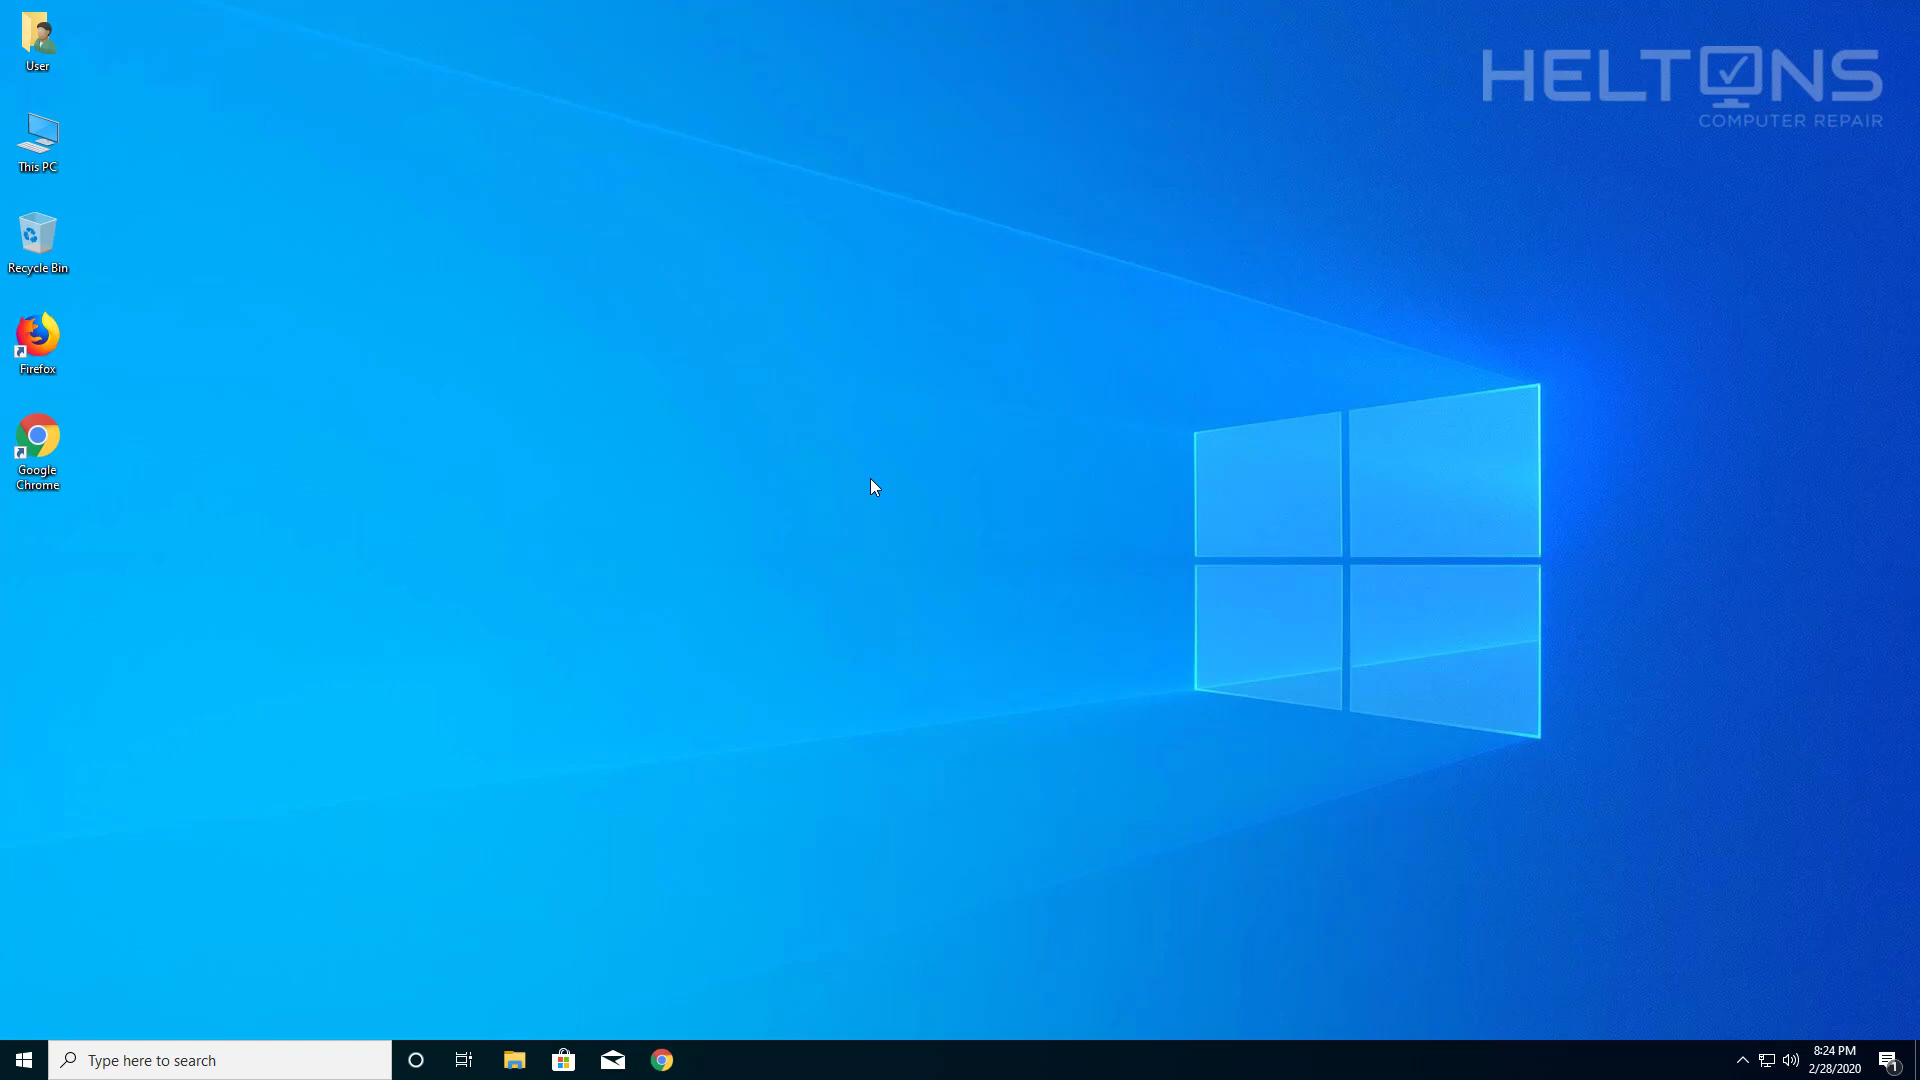 HELTONS
COMPUTER REPAIR
User
This PC
Recycle Bin
Firefox
Google
Chrome
Type here to search
8:24 PM
2/28/2020
1